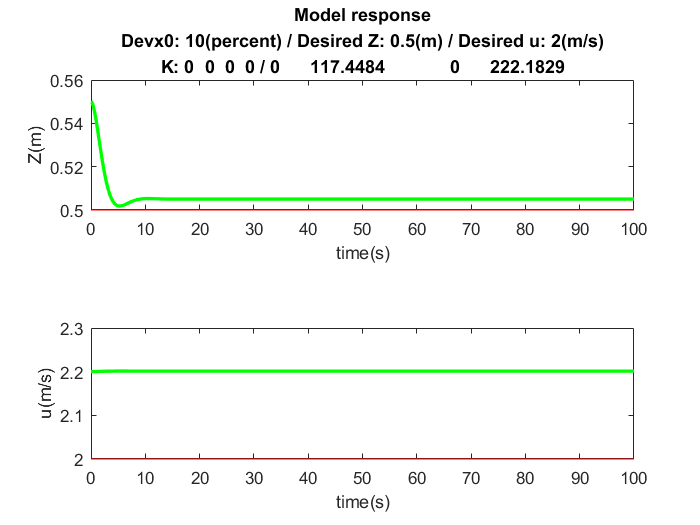 Model response
Devx0: 10(percent) / Desired Z: 0.5(m) / Desired u: 2(m/s)
K: 0 0 0 0 / 0 117.4484 0 222.1829
0.56
0.54
0.52
0.5
Z(m)
0 10 20 30 40 50 60 70 80 90 100
time(s)
2.3
2.2
2.1
2
u(m/s)
0 10 20 30 40 50 60 70 80 90 100
time(s)